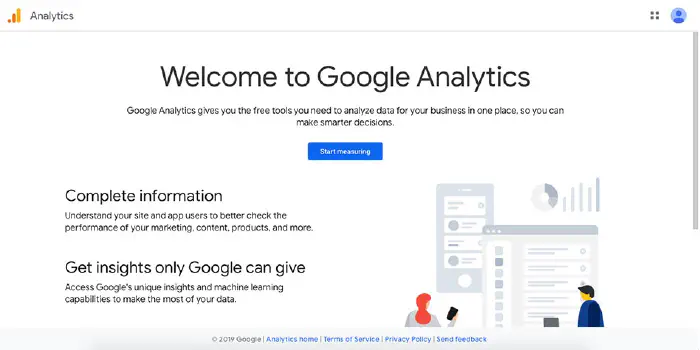 Analytics
Welcome to Google Analytics
Google Analytics gives you the free tools you need to analyze data for your business in one place, so you can
make smarter decisions.
Start measuring
Complete information
Understand your site and app users to better check the
performance of your marketing, content, products, and more.
Get insights only Google can give
Access Google's unique insights and machine learning
capabilities to make the most of your data.
© 2019 Google | Analytics home | Terms of Service | Privacy Policy | Send feedback